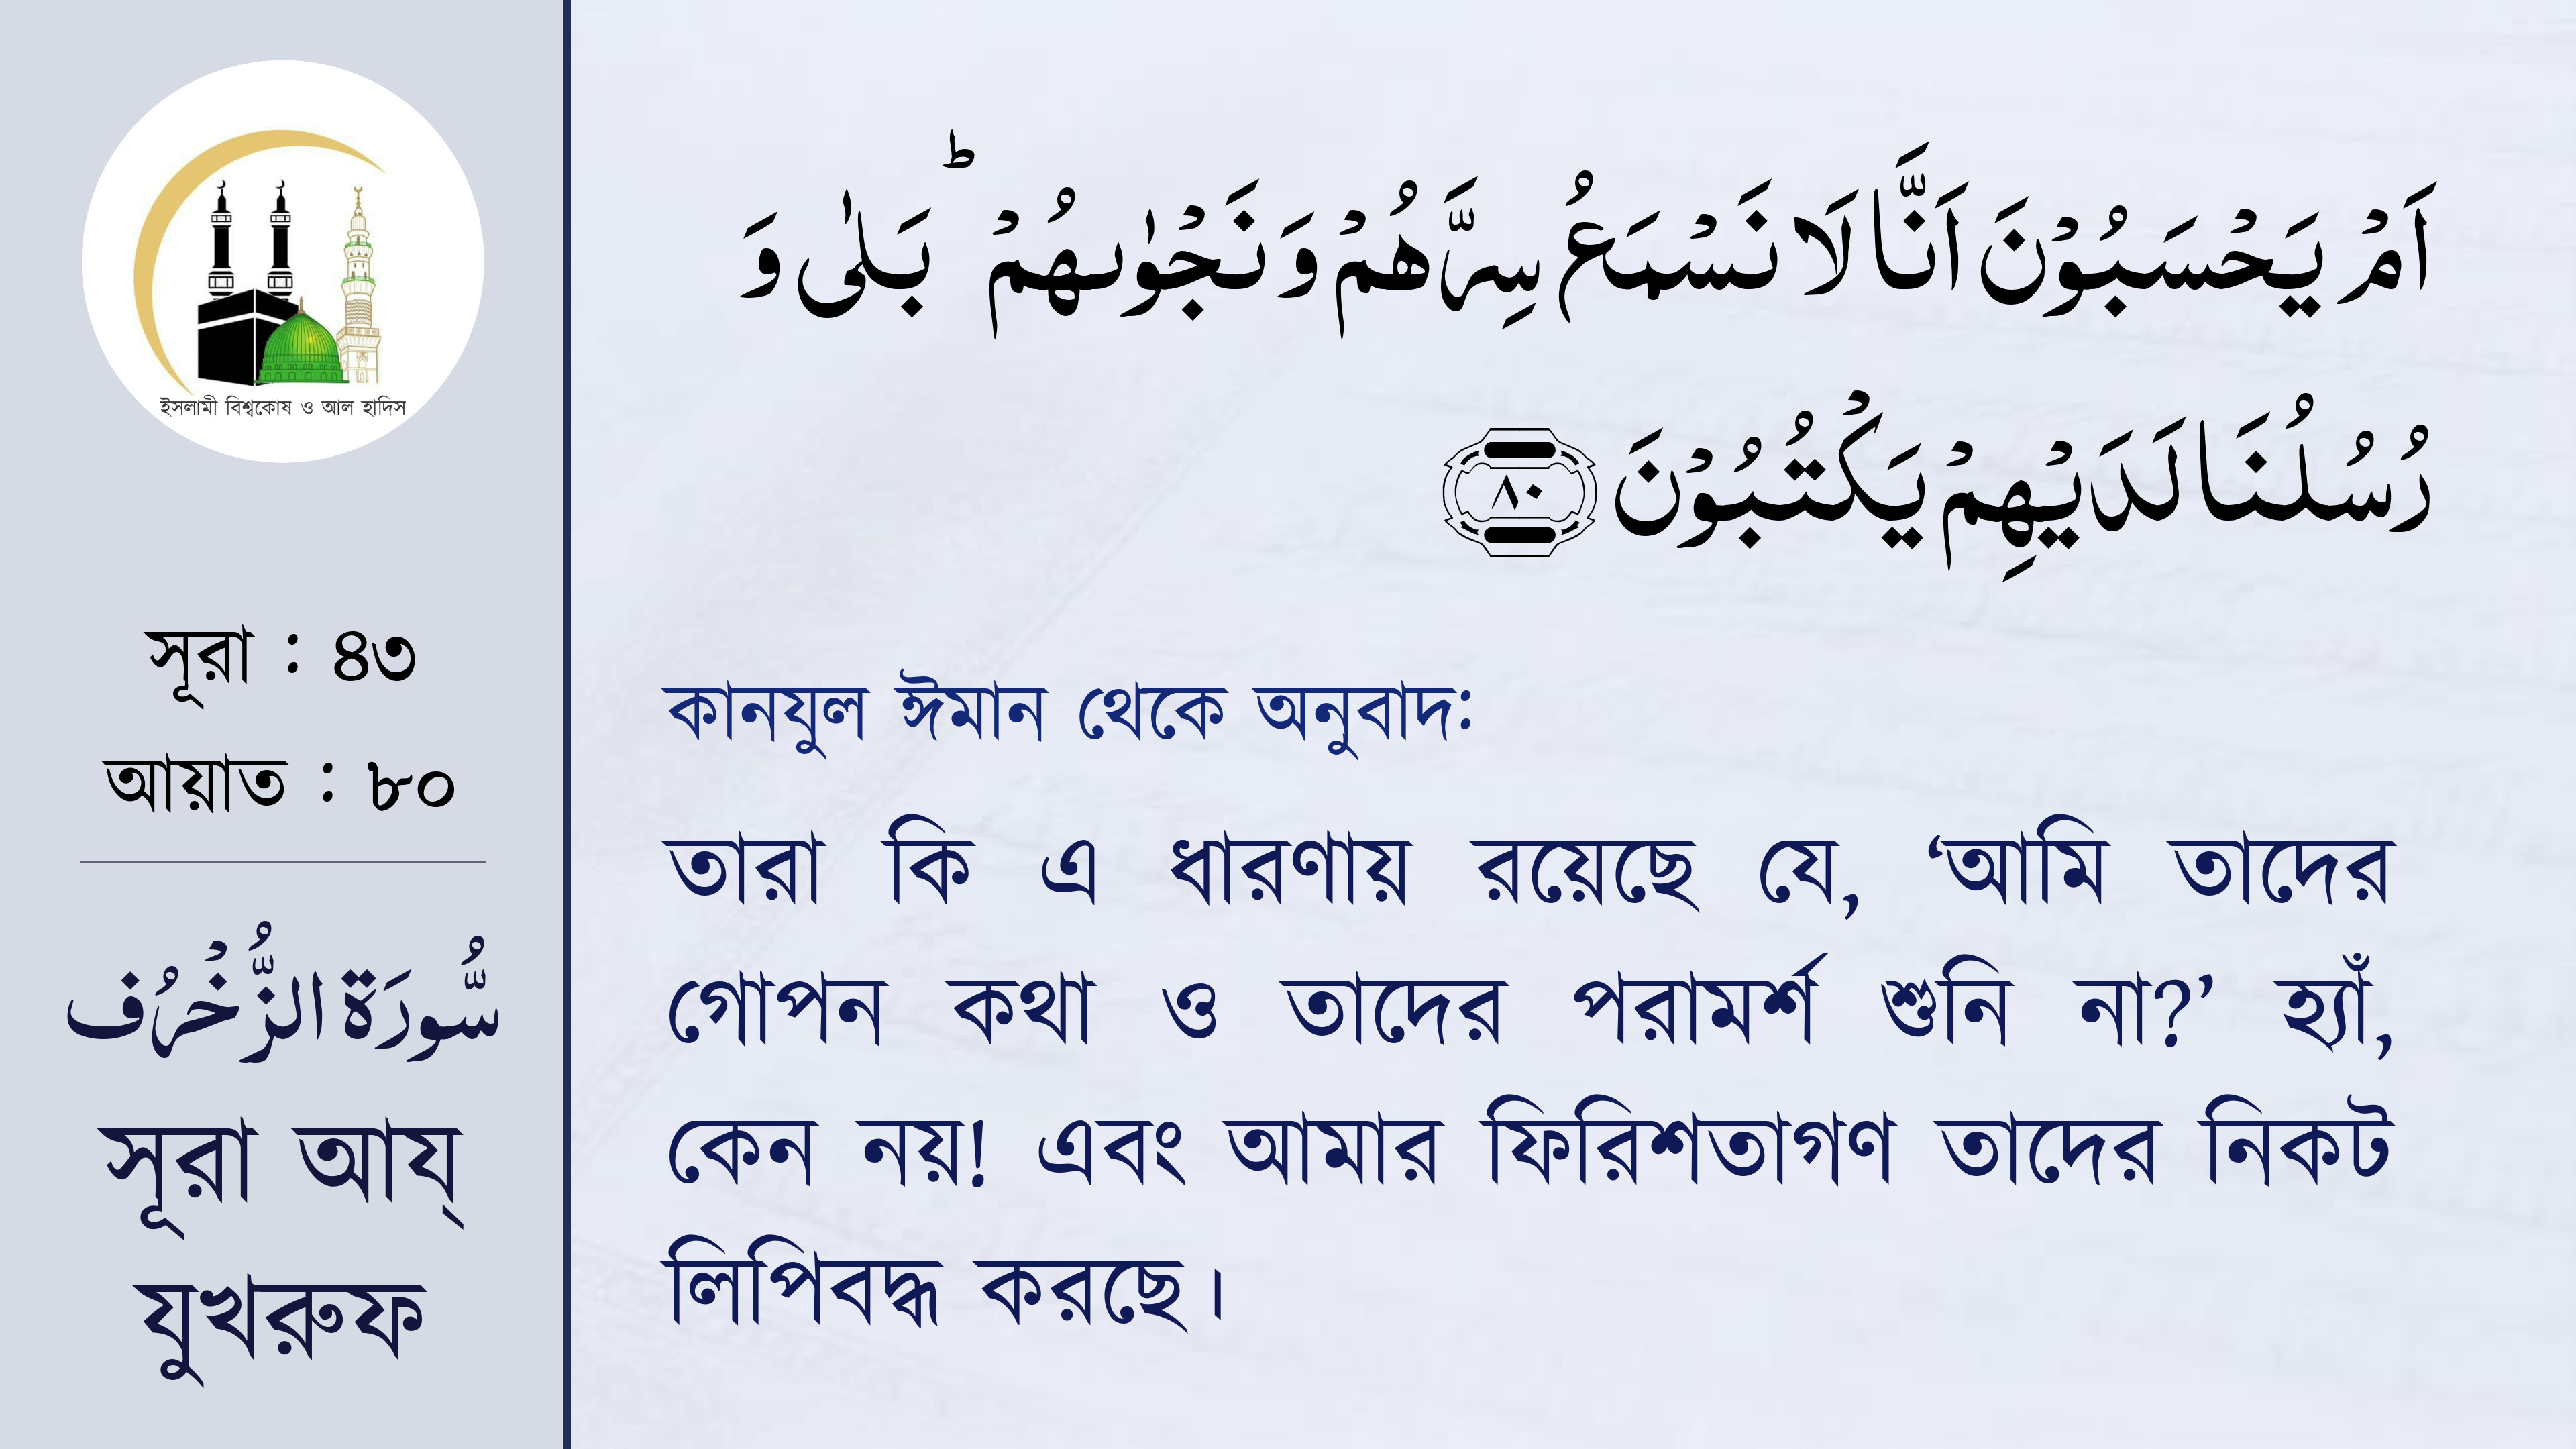 ইসলামী বিশ্বকোষ ও আল হাদিস
সূরা : ৪৩
আয়াত : ৮০
سُّورَة الزُّخْرُف
সূরা আয্
যুখরুফ
اَمْ يَحْسَبُوْنَ اَنَّا لَا نَسْمَعُ سِرَّهُمْ وَ نَجْوٰىهُمْ ؕ بَلٰى وَ
رُسُلُنَا لَدَيْهِمْ يَكْتُبُوْنَ ۝۸۰
কানযুল ঈমান থেকে অনুবাদ:
তারা কি এ ধারণায় রয়েছে যে, ‘আমি তাদের
গোপন কথা ও তাদের পরামর্শ শুনি না?’ হ্যাঁ,
কেন নয়! এবং আমার ফিরিশতাগণ তাদের নিকট
লিপিবদ্ধ করছে।